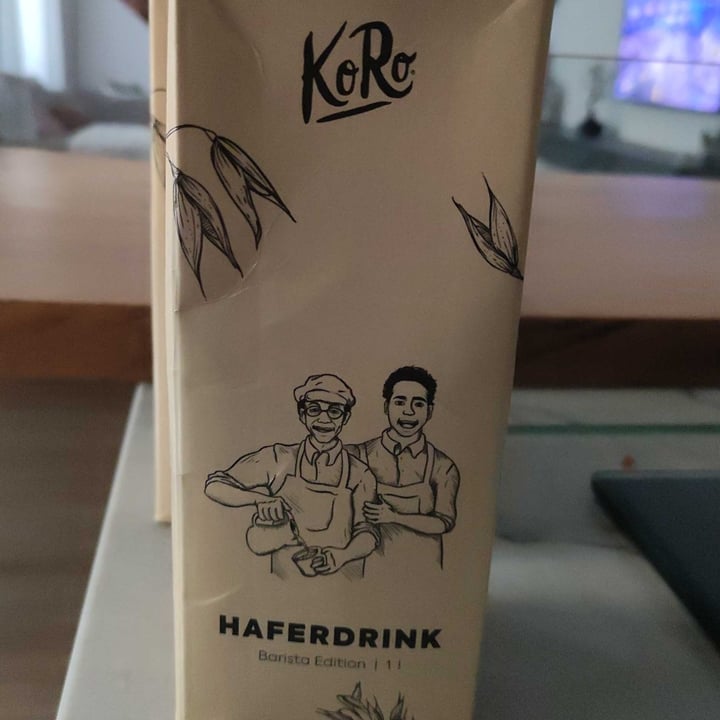 KoRo
HAFERDRINK
Barista Edition | 1 l